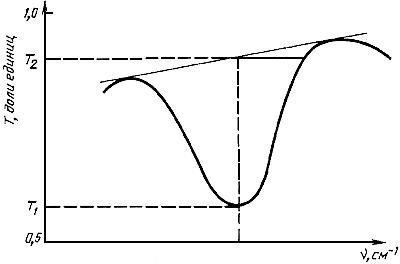 1,0
T2
T, доли единиц
T1
0,5
ν, см⁻¹